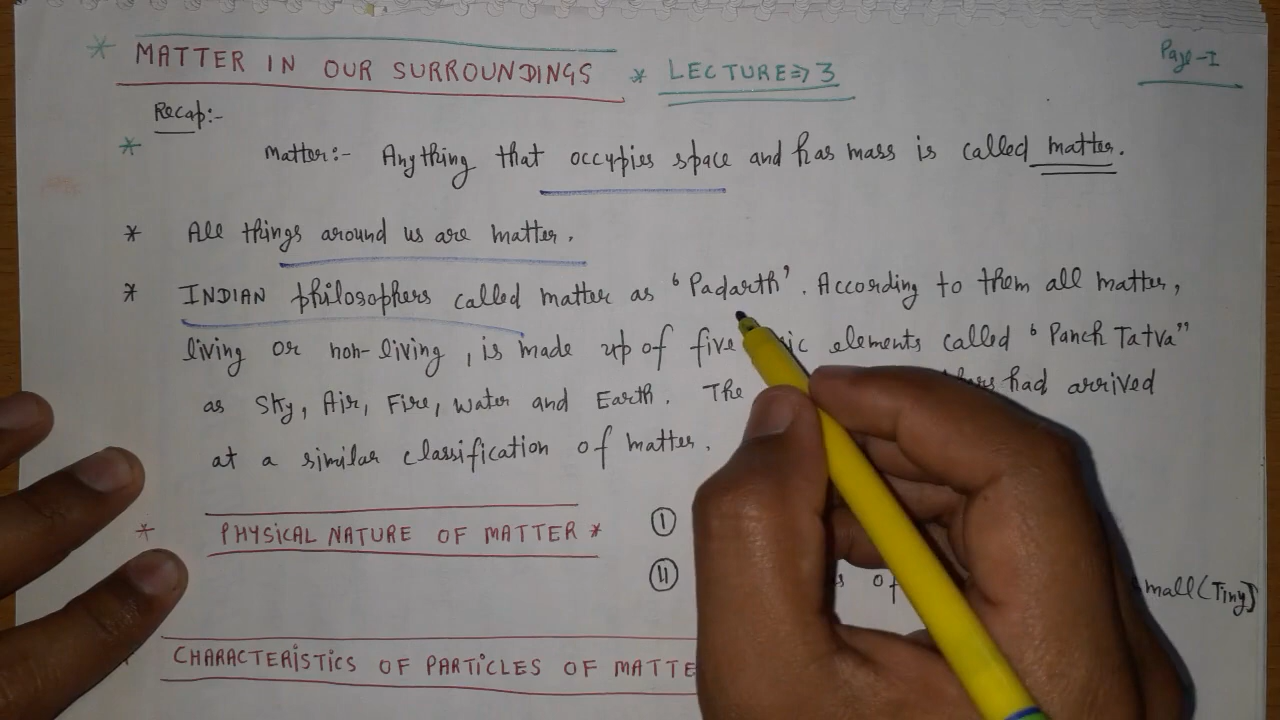 * MATTER IN OUR SURROUNDINGS * LECTURE ⇒ 3 Page-I
Recap:-
* Matter:- Anything that occupies space and has mass is called matter.
* All things around us are matter.
* INDIAN philosophers called matter as 'Padarth'. According to them all matter,
living or non-living, is made up of five elements called 'Panch Tatva"
as Sky, Air, Fire, Water and Earth. The had arrived
at a similar classification of matter.
* PHYSICAL NATURE OF MATTER * I
II of small (Tiny)
CHARACTERISTICS OF PARTICLES OF